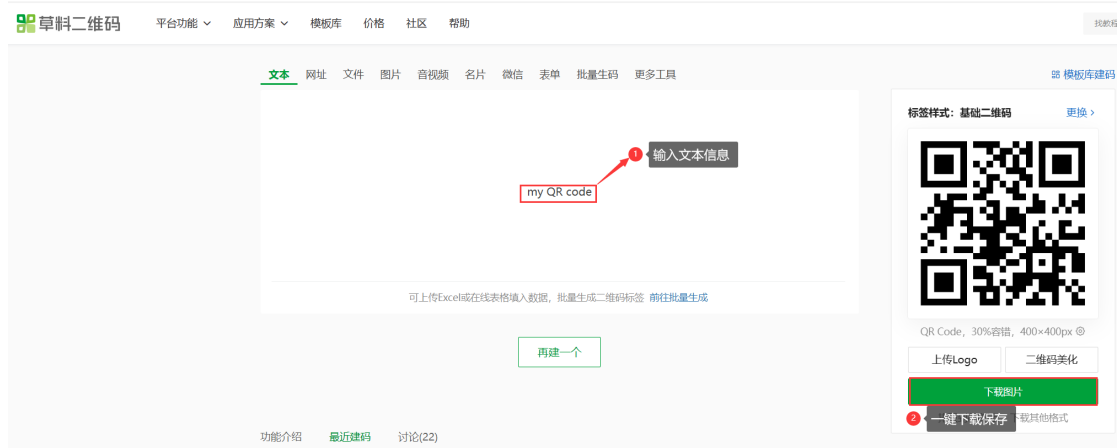 草料二维码 平台功能 应用方案 模板库 价格 社区 帮助 找教程
文本 网址 文件 图片 音视频 名片 微信 表单 批量生码 更多工具 模板库建码
标签样式：基础二维码 更换 >
1 输入文本信息
my QR code
可上传Excel或在线表格填入数据，批量生成二维码标签 前往批量生成
QR Code，30%容错，400×400px
再建一个
上传Logo 二维码美化
下载图片
2 一键下载保存 下载其他格式
功能介绍 最近建码 讨论(22)